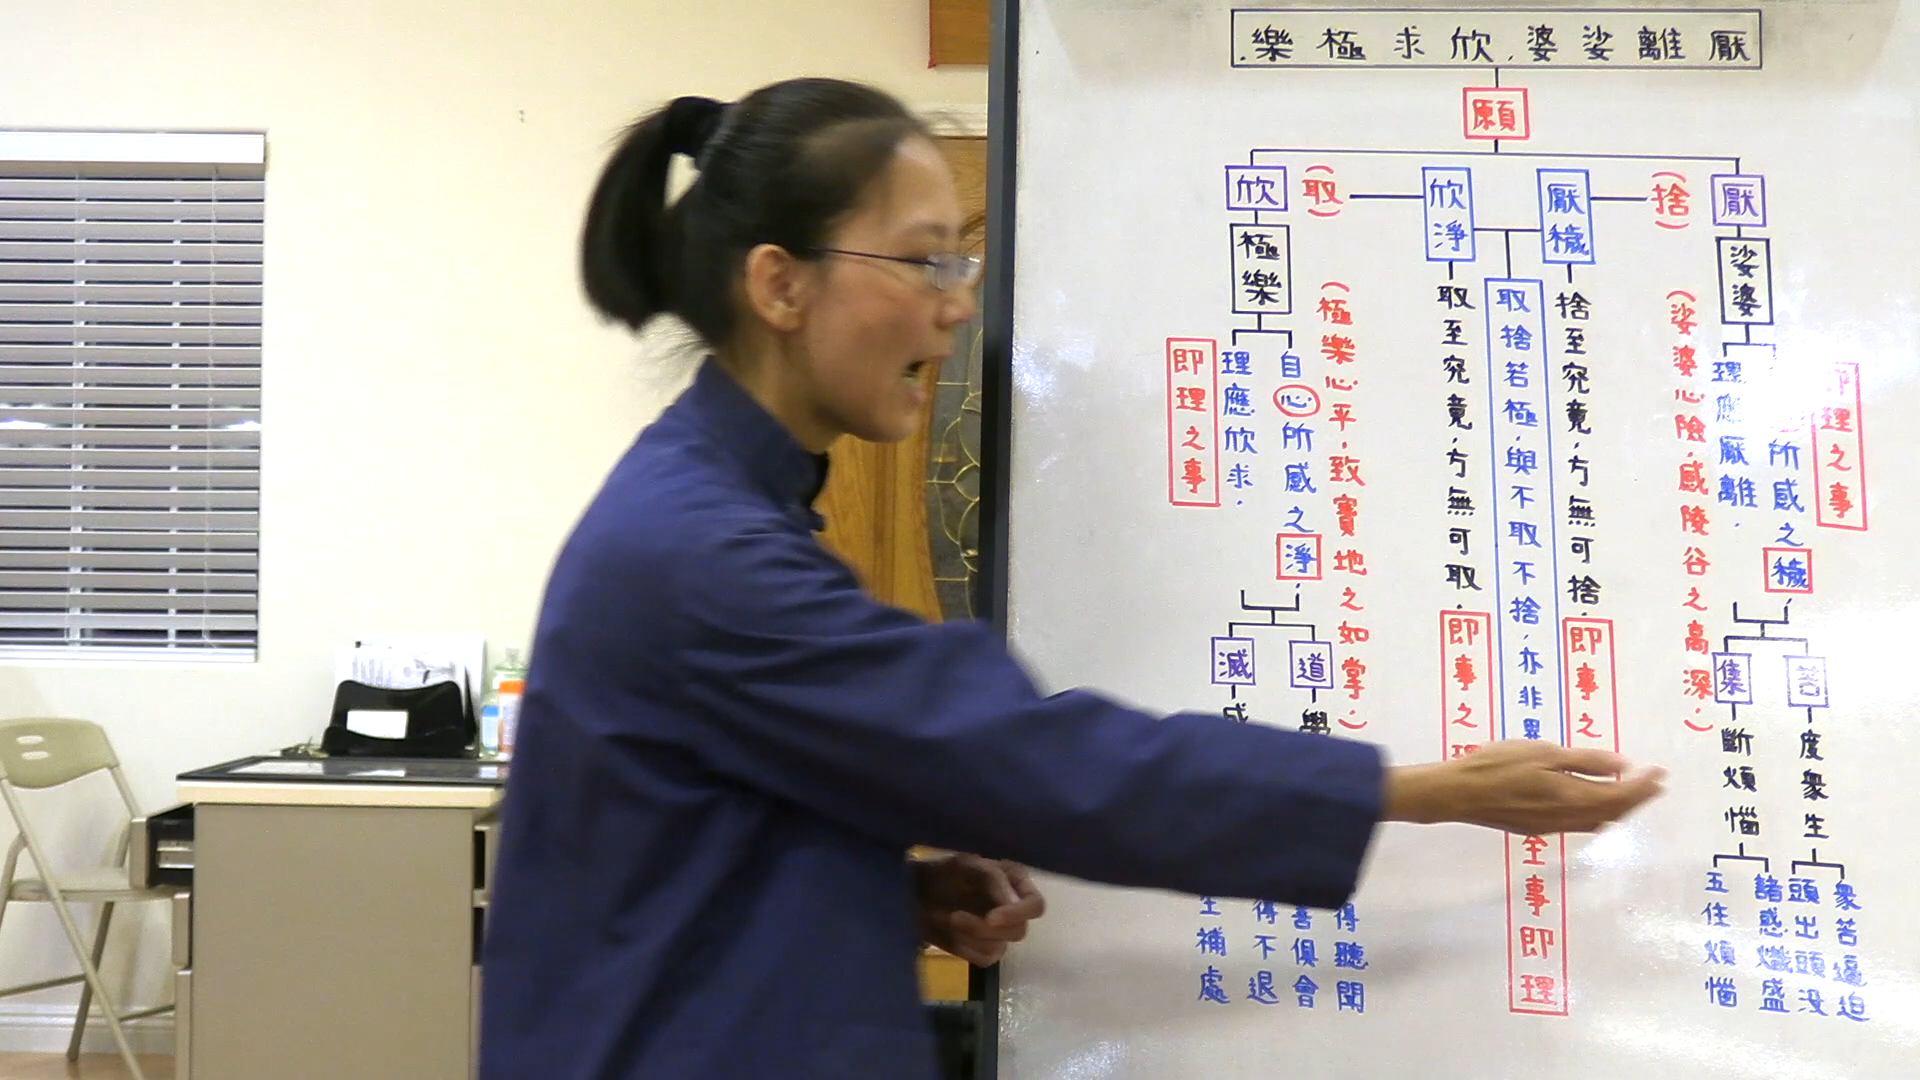 厭離娑婆,欣求極樂.
願
厭
(捨)
厭穢
欣淨
(取)
欣
娑婆
極樂
即理之事
所感之穢,
理應厭離.
(娑婆心險,感陵谷之高深.)
捨至究竟,方無可捨.
即事之
取捨若極,與不取不捨,亦非異
取至究竟,方無可取.
即事之理
(極樂心平,致寶地之如掌.)
自心所感之淨,
理應欣求.
即理之事
苦
集
道
滅
度眾生
斷煩惱
學
成
眾苦逼迫
頭出頭没
諸惑熾盛
五住煩惱
全事即理
得聽聞
善俱會
得不退
生補處